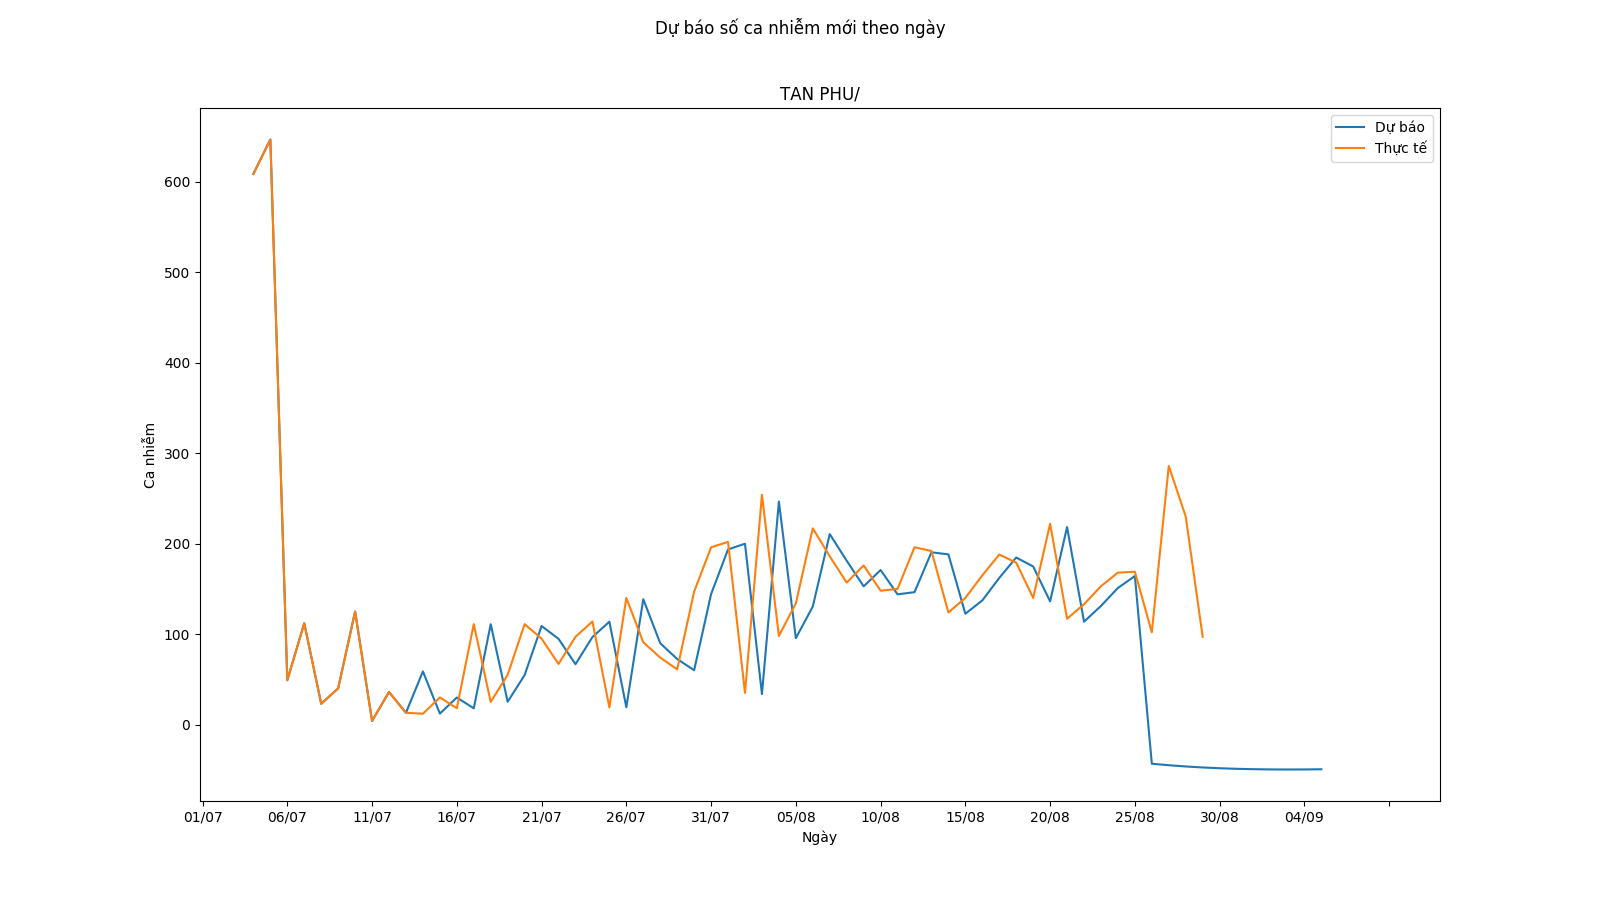 Dự báo số ca nhiễm mới theo ngày
TAN PHU/
Dự báo
Thực tế
600
500
400
300
200
100
0
Ca nhiễm
01/07 06/07 11/07 16/07 21/07 26/07 31/07 05/08 10/08 15/08 20/08 25/08 30/08 04/09
Ngày